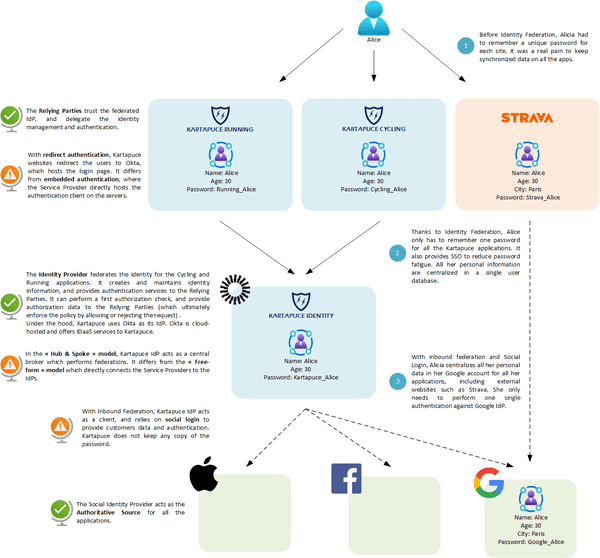 Alice
1
Before Identity Federation, Alicia had
to remember a unique password for
each site. It was a real pain to keep
synchronized data on all the apps.
The Relying Parties trust the federated
IdP, and delegate the identity
management and authentication.
With redirect authentication, Kartapuce
websites redirect the users to Okta,
which hosts the login page. It differs
from embedded authentication, where
the Service Provider directly hosts the
authentication client on the servers.
KARTAPUCE RUNNING
Name: Alice
Age: 30
Password: Running_Alice
KARTAPUCE CYCLING
Name: Alice
Age: 30
Password: Cycling_Alice
STRAVA
Name: Alice
Age: 30
City: Paris
Password: Strava_Alice
2
Thanks to Identity Federation, Alice
only has to remember one password
for all the Kartapuce applications. It
also provides SSO to reduce password
fatigue. All her personal information
are centralized in a single user
database.
The Identity Provider federates the identity for the Cycling and
Running applications. It creates and maintains identity
information, and provides authentication services to the Relying
Parties. It can perform a first authorization check, and provide
authorization data to the Relying Parties (which ultimately
enforce the policy by allowing or rejecting the request) .
Under the hood, Kartapuce uses Okta as its IdP. Okta is cloud-
hosted and offers IDaaS services to Kartapuce.
In the « Hub & Spoke » model, Kartapuce IdP acts as a central
broker which performs federations. It differs from the « Free-
form » model which directly connects the Service Providers to the
IdPs.
KARTAPUCE IDENTITY
Name: Alice
Age: 30
Password: Kartapuce_Alice
3
With inbound federation and Social
Login, Alicia centralizes all her personal
data in her Google account for all her
applications, including external
websites such as Strava. She only
needs to perform one single
authentication against Google IdP.
With Inbound Federation, Kartapuce IdP acts
as a client, and relies on social login to
provide customers data and authentication.
Kartapuce does not keep any copy of the
password.
The Social Identity Provider acts as the
Authoritative Source for all the
applications.
Name: Alice
Age: 30
City: Paris
Password: Google_Alice